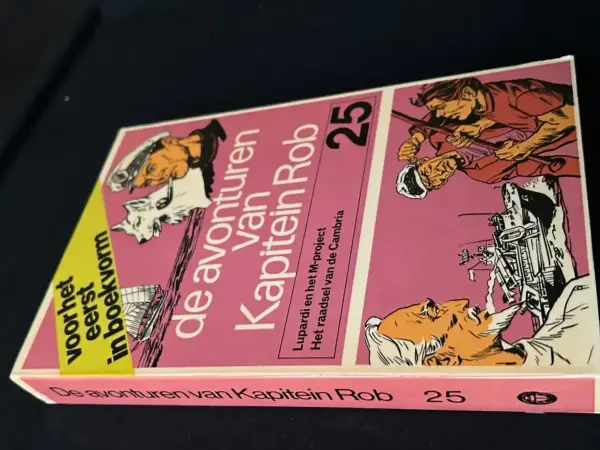 voor het
eerst
in boekvorm
de avonturen
van
Kapitein Rob
25
Lupardi en het M-project
Het raadsel van de Cambria
De avonturen van Kapitein Rob 25